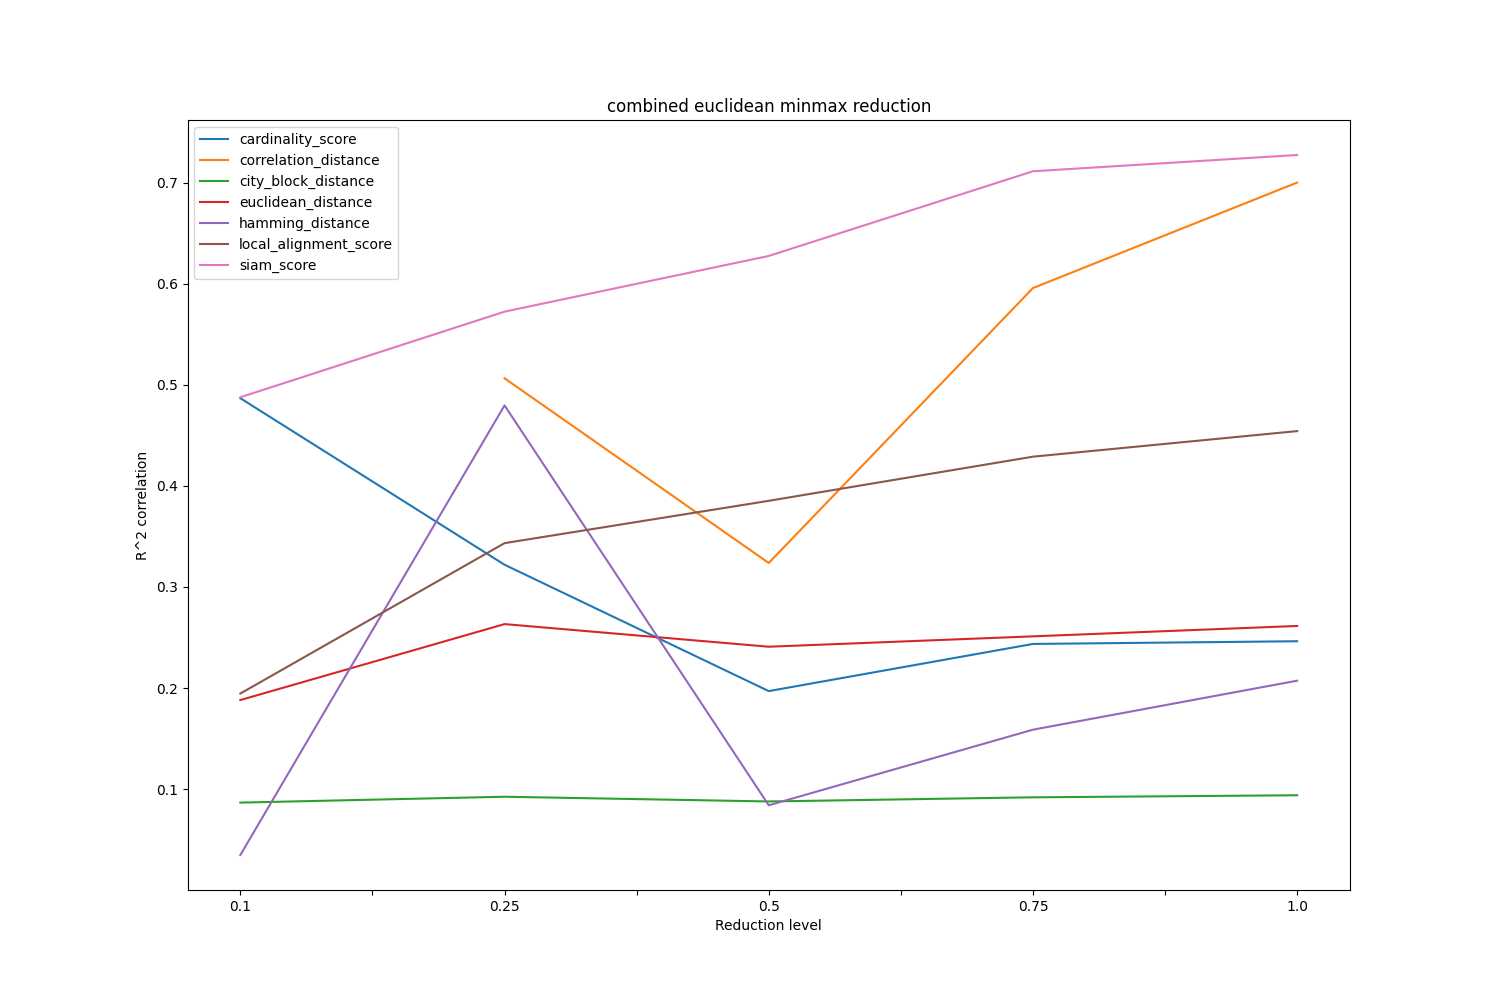 combined euclidean minmax reduction
cardinality_score
correlation_distance
city_block_distance
euclidean_distance
hamming_distance
local_alignment_score
siam_score
R^2 correlation
0.7
0.6
0.5
0.4
0.3
0.2
0.1
0.1 0.25 0.5 0.75 1.0
Reduction level